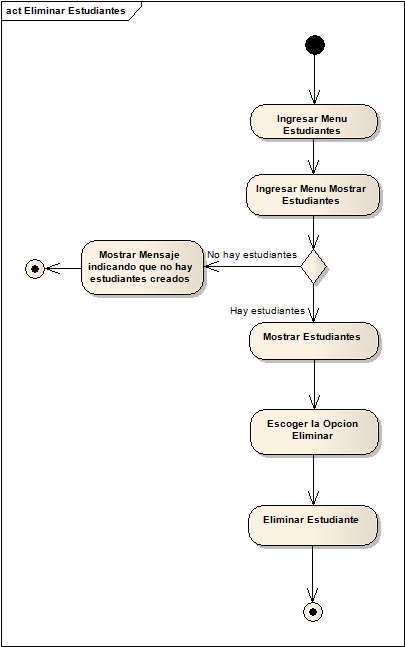 act Eliminar Estudiantes
Ingresar Menu
Estudiantes
Ingresar Menu Mostrar
Estudiantes
No hay estudiantes
Mostrar Mensaje
indicando que no hay
estudiantes creados
Hay estudiantes
Mostrar Estudiantes
Escoger la Opcion
Eliminar
Eliminar Estudiante